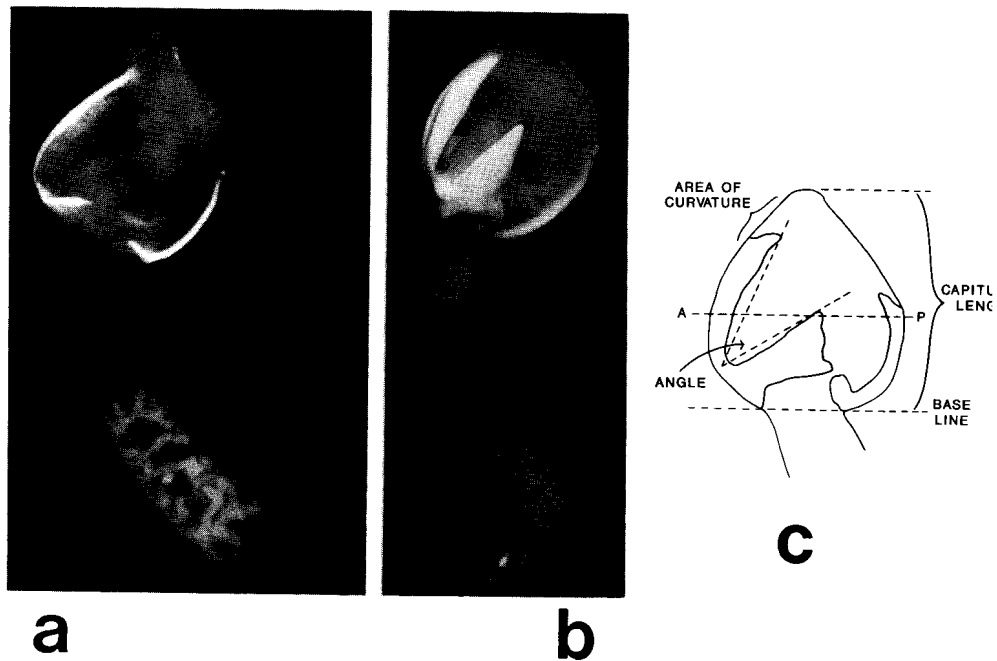 AREA OF
CURVATURE
CAPITU
LENG
A
P
ANGLE
BASE
LINE
a
b
c